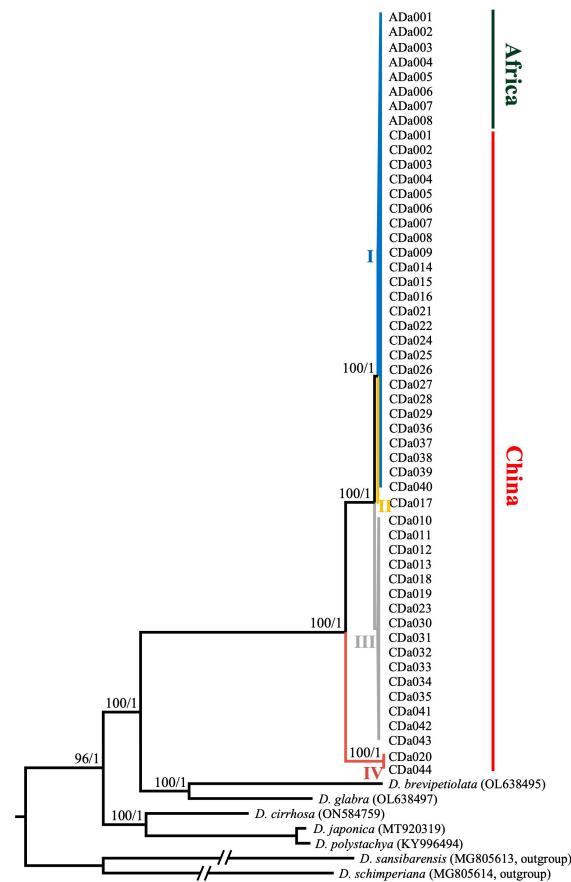 ADa001
ADa002
ADa003
ADa004
ADa005
ADa006
ADa007
ADa008
Africa
CDa001
CDa002
CDa003
CDa004
CDa005
CDa006
CDa007
CDa008
I
CDa009
CDa014
CDa015
CDa016
CDa021
CDa022
CDa024
CDa025
100/1
CDa026
CDa027
CDa028
CDa029
CDa036
CDa037
CDa038
CDa039
China
CDa040
100/1
II
CDa017
CDa010
CDa011
CDa012
CDa013
CDa018
CDa019
CDa023
100/1
CDa030
III
CDa031
CDa032
CDa033
CDa034
CDa035
CDa041
100/1
CDa042
CDa043
100/1
CDa020
96/1
IV
CDa044
100/1
D. brevipetiolata (OL638495)
D. glabra (OL638497)
D. cirrhosa (ON584759)
100/1
D. japonica (MT920319)
D. polystachya (KY996494)
D. sansibarensis (MG805613, outgroup)
D. schimperiana (MG805614, outgroup)